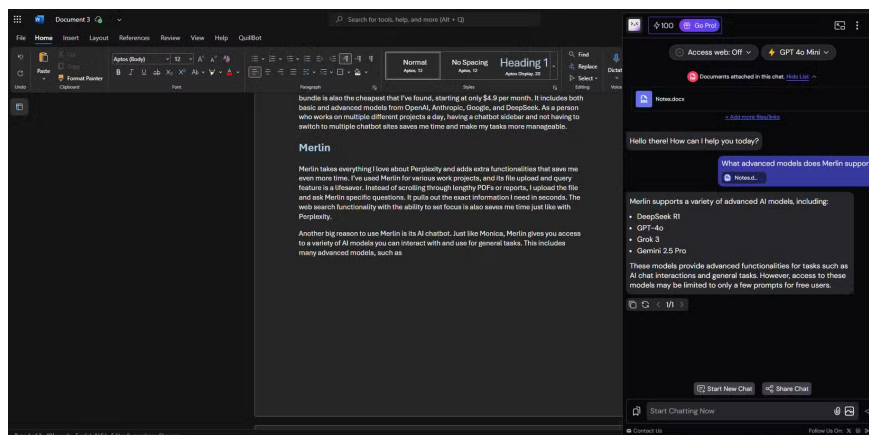 Document 3
Search for tools, help, and more (Alt + Q)
File Home Insert Layout References Review View Help QuillBot
Undo
Paste
Cut
Copy
Format Painter
Clipboard
Aptos (Body)
12
Font
Paragraph
Normal
Aptos, 12
No Spacing
Aptos, 12
Heading 1
Aptos Display, 20
Styles
Find
Replace
Select
Editing
Dictat
Voice
bundle is also the cheapest that I've found, starting at only $4.9 per month. It includes both
basic and advanced models from OpenAI, Anthropic, Google, and DeepSeek. As a person
who works on multiple different projects a day, having a chatbot sidebar and not having to
switch to multiple chatbot sites saves me time and make my tasks more manageable.
Merlin
Merlin takes everything I love about Perplexity and adds extra functionalities that save me
even more time. I've used Merlin for various work projects, and its file upload and query
feature is a lifesaver. Instead of scrolling through lengthy PDFs or reports, I upload the file
and ask Merlin specific questions. It pulls out the exact information I need in seconds. The
web search functionality with the ability to set focus is also saves me time just like with
Perplexity.
Another big reason to use Merlin is its AI chatbot. Just like Monica, Merlin gives you access
to a variety of AI models you can interact with and use for general tasks. This includes
many advanced models, such as
100
Go Pro!
Access web: Off
GPT 4o Mini
Documents attached in this chat. Hide List
Notes.docx
+ Add more files/links
Hello there! How can I help you today?
What advanced models does Merlin suppor
Notes.d...
Merlin supports a variety of advanced AI models, including:
• DeepSeek R1
• GPT-4o
• Grok 3
• Gemini 2.5 Pro
These models provide advanced functionalities for tasks such as
AI chat interactions and general tasks. However, access to these
models may be limited to only a few prompts for free users.
< 1/1 >
Start New Chat
Share Chat
Start Chatting Now
Contact Us
Follow Us On: